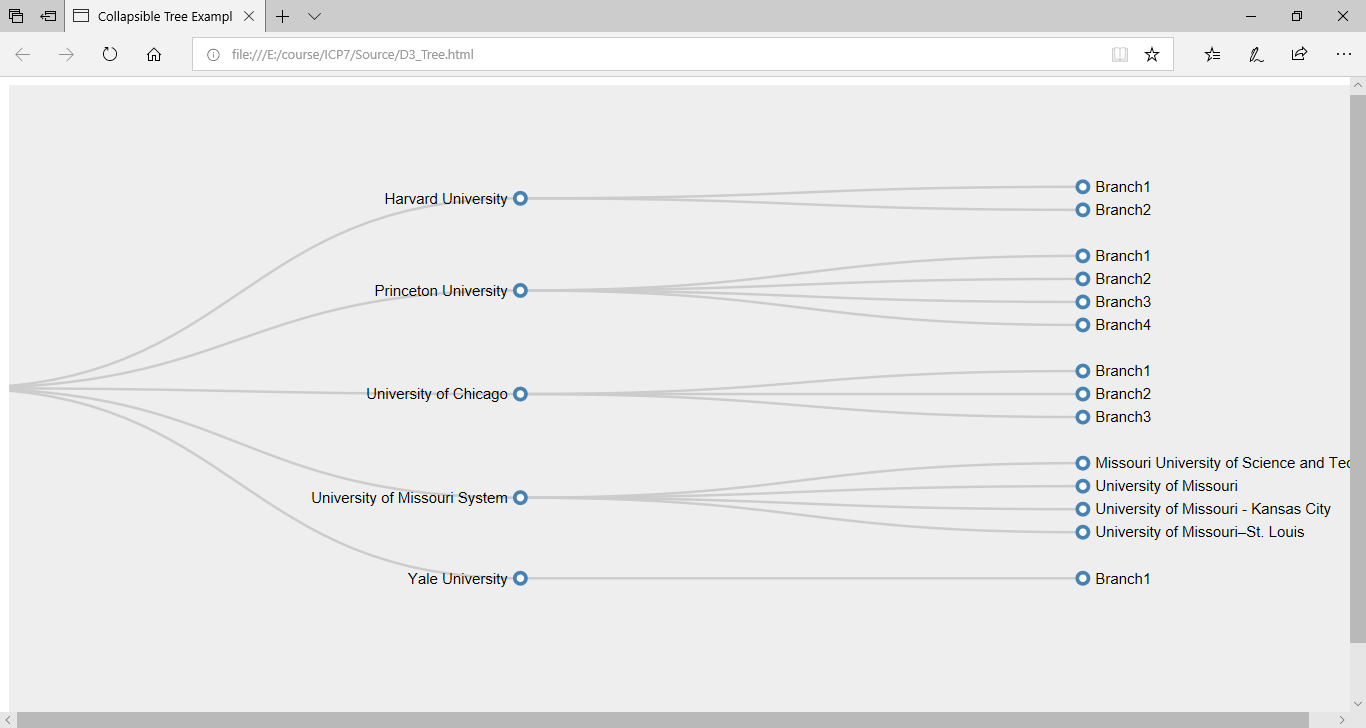 Collapsible Tree Exampl
file:///E:/course/ICP7/Source/D3_Tree.html
Harvard University
Branch1
Branch2
Princeton University
Branch1
Branch2
Branch3
Branch4
University of Chicago
Branch1
Branch2
Branch3
University of Missouri System
Missouri University of Science and Tec
University of Missouri
University of Missouri - Kansas City
University of Missouri–St. Louis
Yale University
Branch1